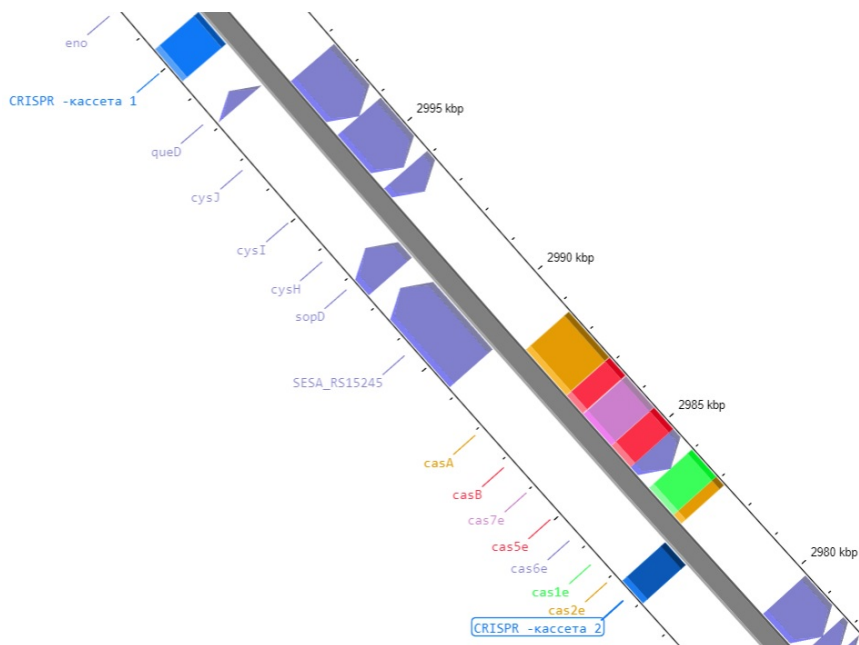 eno
CRISPR -кассета 1
2995 kbp
queD
cysJ
cysI
2990 kbp
cysH
sopD
SESA_RS15245
2985 kbp
casA
casB
cas7e
cas5e
2980 kbp
cas6e
cas1e
cas2e
CRISPR -кассета 2